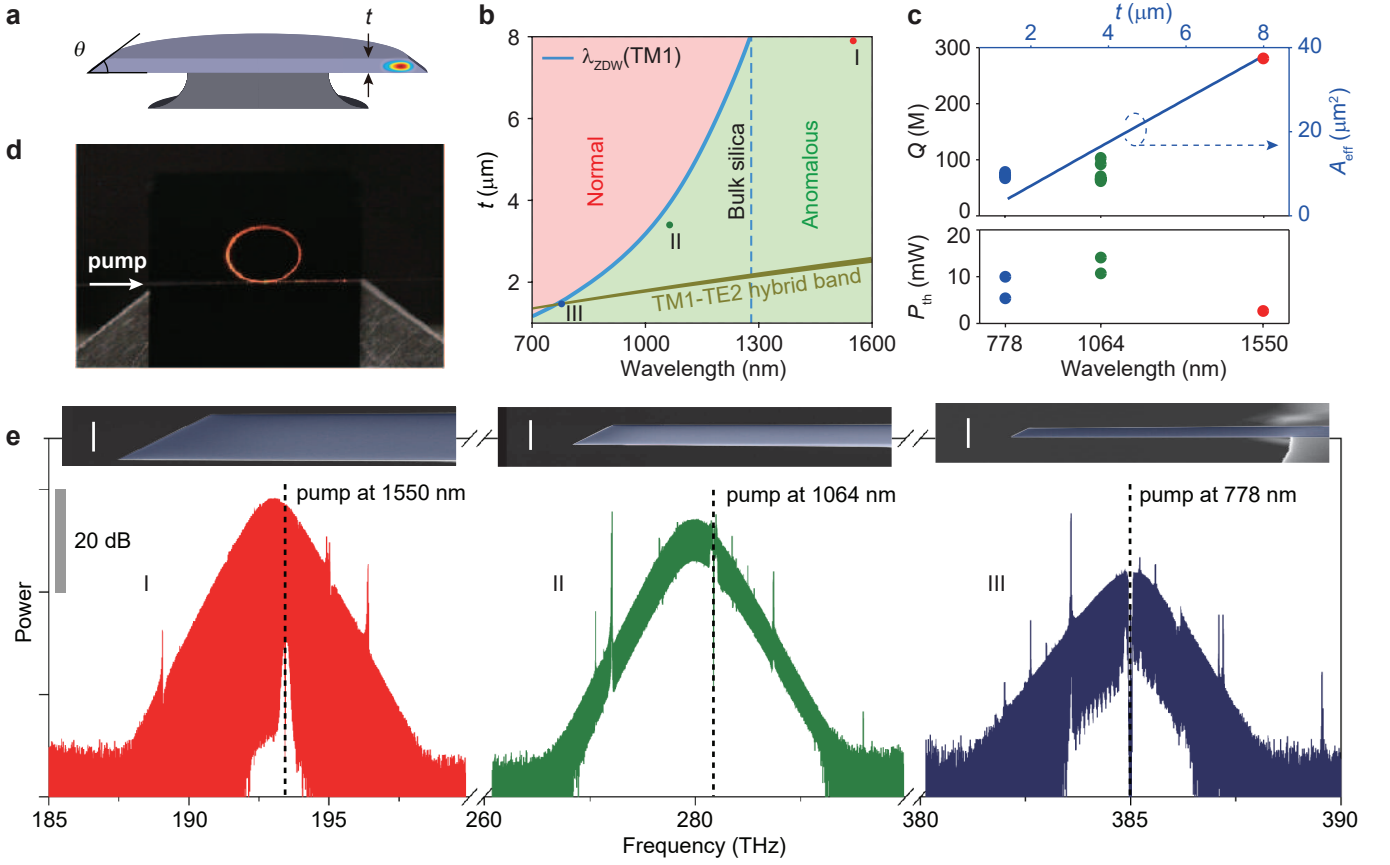 a
θ
t
b
λZDW(TM1)
I
II
III
Normal
Bulk silica
Anomalous
TM1-TE2 hybrid band
8
6
4
2
t (μm)
700
1000
1300
1600
Wavelength (nm)
c
t (μm)
2
4
6
8
300
200
100
0
Q (M)
40
20
0
Aeff (μm²)
20
10
0
Pth (mW)
778
1064
1550
Wavelength (nm)
d
pump
e
pump at 1550 nm
pump at 1064 nm
pump at 778 nm
20 dB
I
II
III
Power
185
190
195
260
280
380
385
390
Frequency (THz)